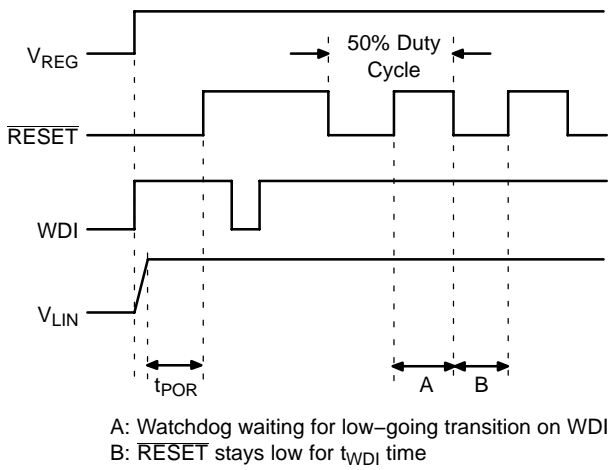 50% Duty
Cycle
VREG
RESET
WDI
VLIN
tPOR
A
B
A: Watchdog waiting for low−going transition on WDI
B: RESET stays low for tWDI time